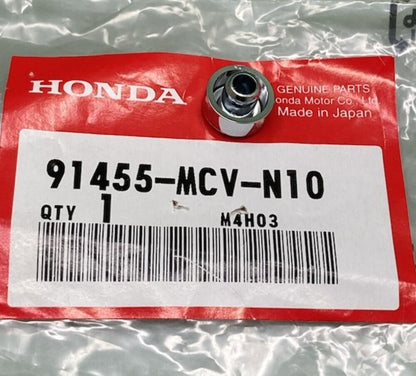 HONDA
GENUINE PARTS
Honda Motor Co., Ltd.
Made in Japan
91455-MCV-N10
QTY 1 M4H03